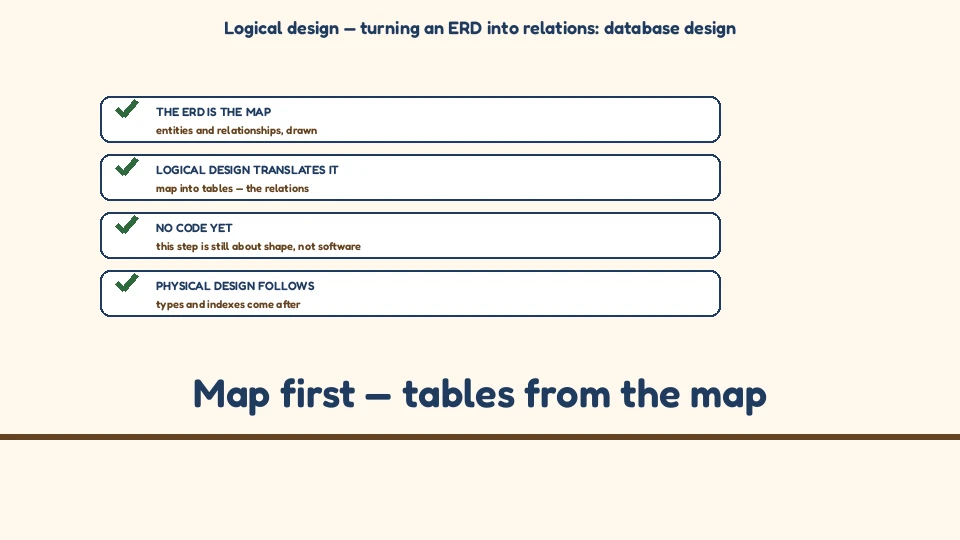 Logical design — turning an ERD into relations: database design
THE ERD IS THE MAP
entities and relationships, drawn
LOGICAL DESIGN TRANSLATES IT
map into tables — the relations
NO CODE YET
this step is still about shape, not software
PHYSICAL DESIGN FOLLOWS
types and indexes come after
Map first — tables from the map